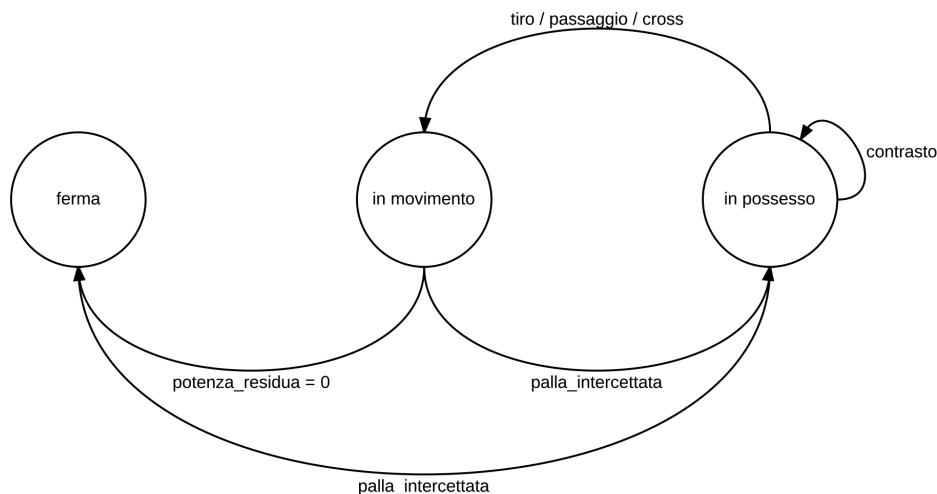 tiro / passaggio / cross
contrasto
ferma
in movimento
in possesso
potenza_residua = 0
palla_intercettata
palla_intercettata